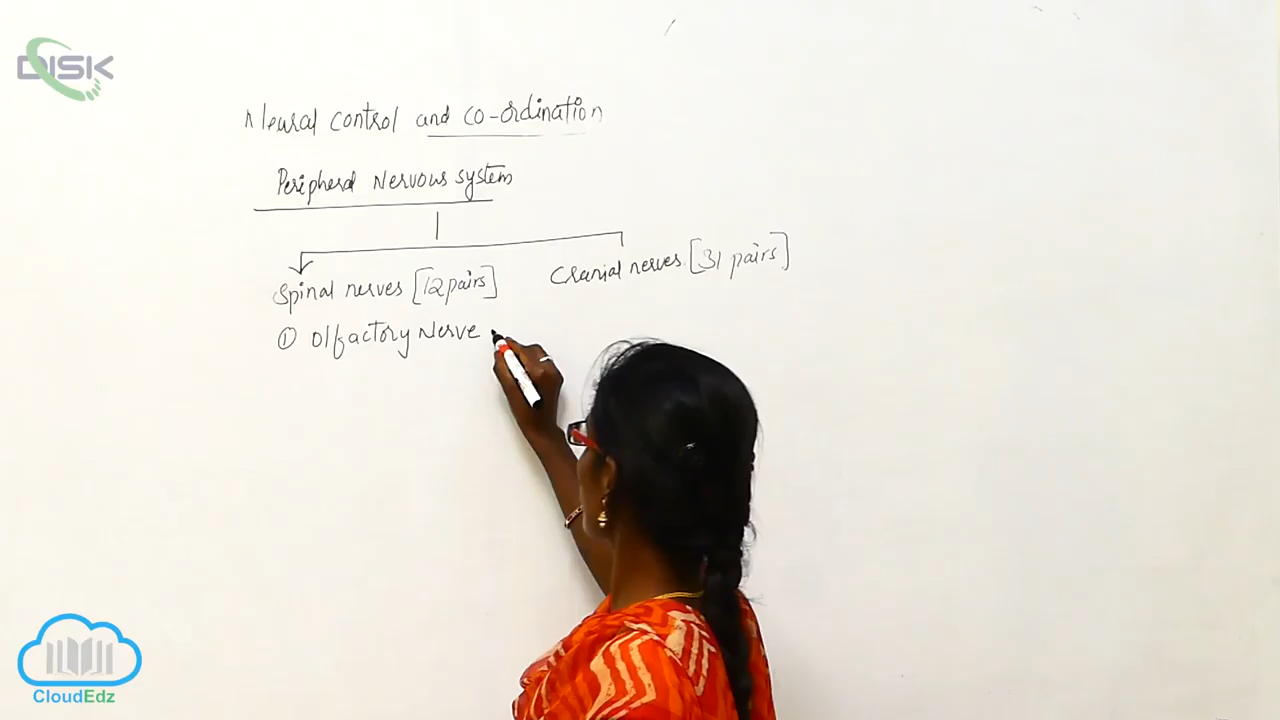 DISK
Neural control and co-ordination
Peripheral Nervous system
Spinal nerves [12 pairs]
Cranial nerves [31 pairs]
① Olfactory Nerve
CloudEdz